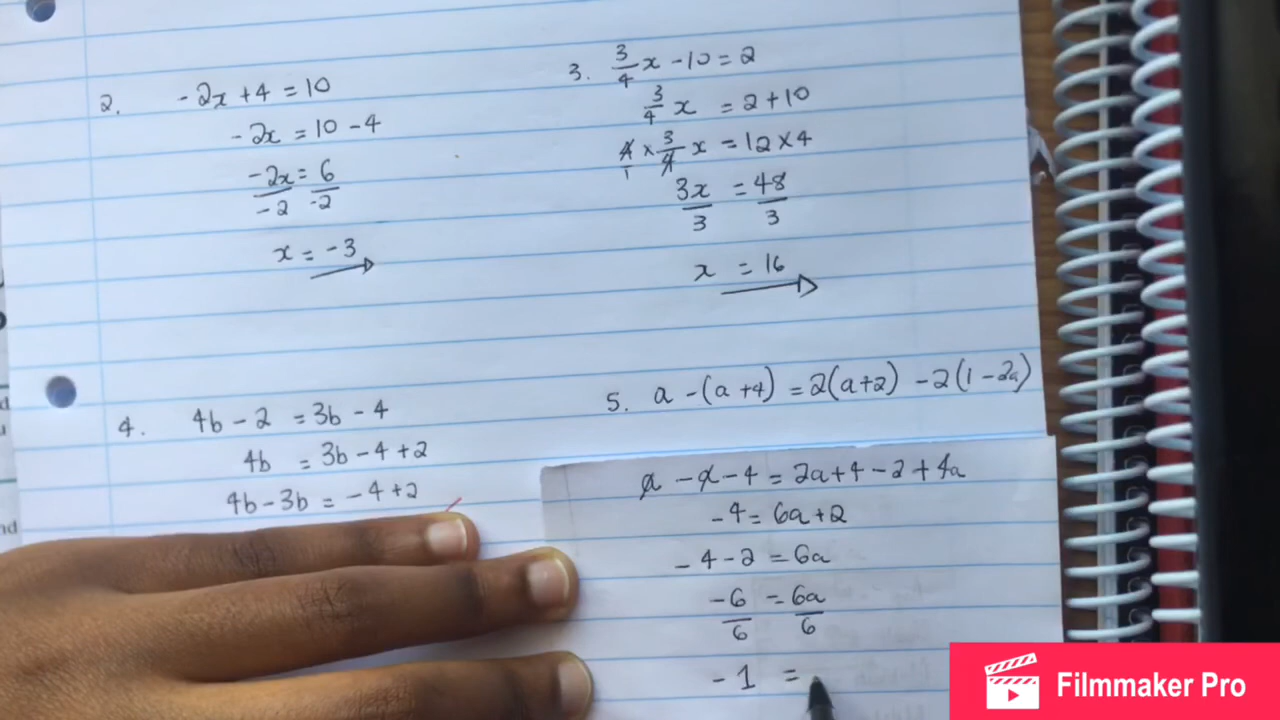 2. -2x + 4 = 10
-2x = 10 - 4
-2x/-2 = 6/-2
x = -3
3. 3/4 x - 10 = 2
3/4 x = 2 + 10
4/1 × 3/4 x = 12 × 4
3x/3 = 48/3
x = 16
4. 4b - 2 = 3b - 4
4b = 3b - 4 + 2
4b - 3b = -4 + 2
5. a - (a + 4) = 2(a + 2) - 2(1 - 2a)
a - a - 4 = 2a + 4 - 2 + 4a
-4 = 6a + 2
-4 - 2 = 6a
-6/6 = 6a/6
-1 =
Filmmaker Pro